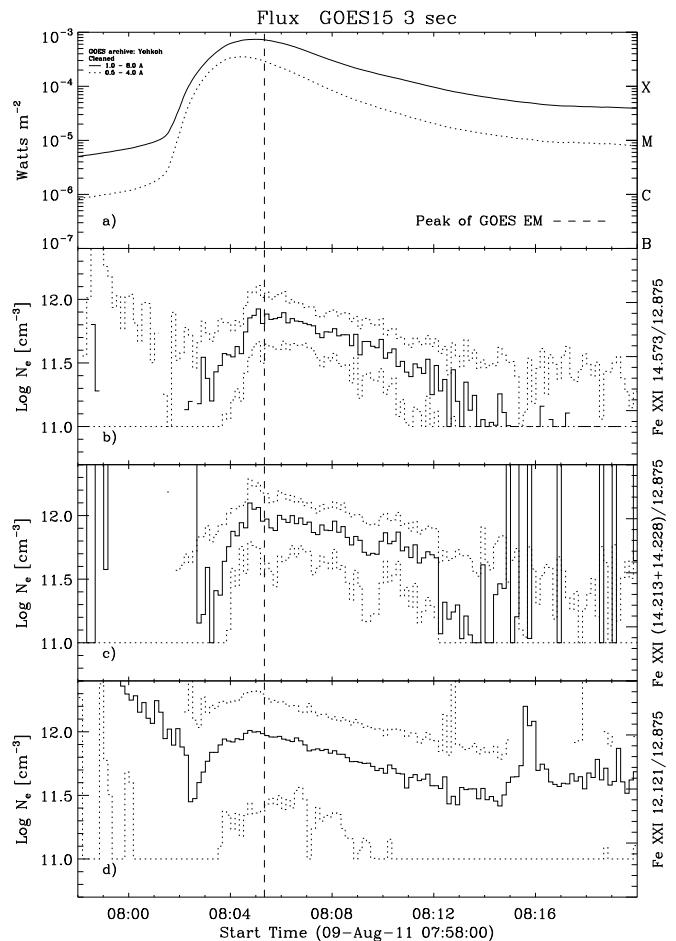 Flux GOES15 3 sec
10⁻³
GOES archive: Yohkoh
Cleaned
1.0 - 8.0 A
0.5 - 4.0 A
10⁻⁴
X
Watts m⁻²
10⁻⁵
M
10⁻⁶
C
a)
Peak of GOES EM
10⁻⁷
B
12.0
Log Nₑ [cm⁻³]
11.5
Fe XXI 14.573/12.875
11.0
b)
12.0
Log Nₑ [cm⁻³]
11.5
Fe XXI (14.213+14.228)/12.875
11.0
c)
12.0
Log Nₑ [cm⁻³]
11.5
Fe XXI 12.121/12.875
11.0
d)
08:00 08:04 08:08 08:12 08:16
Start Time (09-Aug-11 07:58:00)